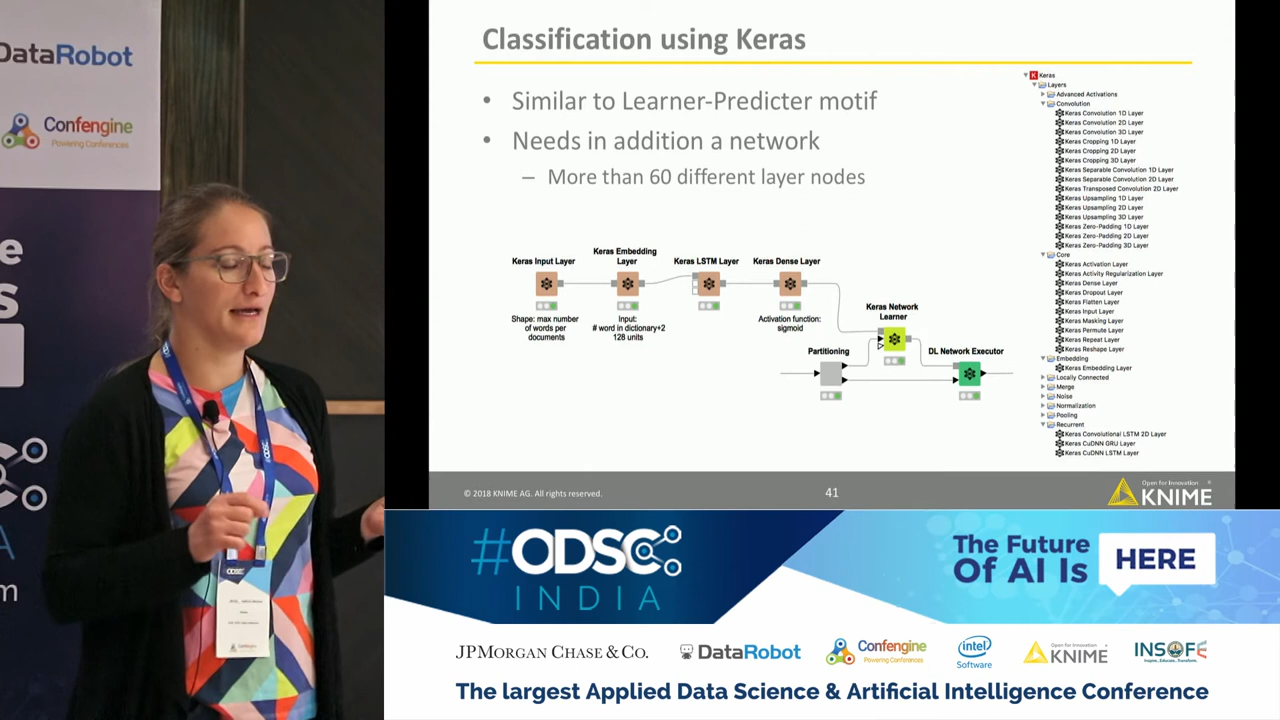 DataRobot
Confengine
Powering Conferences
e
s
A
m
ODSC
Classification using Keras
• Similar to Learner-Predicter motif
• Needs in addition a network
– More than 60 different layer nodes
Keras Input Layer
Shape: max number
of words per
documents
Keras Embedding
Layer
Input:
# word in dictionary+2
128 units
Keras LSTM Layer
Keras Dense Layer
Activation function:
sigmoid
Keras Network
Learner
Partitioning
DL Network Executor
K Keras
Layers
Advanced Activations
Convolution
Keras Convolution 1D Layer
Keras Convolution 2D Layer
Keras Convolution 3D Layer
Keras Cropping 1D Layer
Keras Cropping 2D Layer
Keras Cropping 3D Layer
Keras Separable Convolution 1D Layer
Keras Separable Convolution 2D Layer
Keras Transposed Convolution 2D Layer
Keras Upsampling 1D Layer
Keras Upsampling 2D Layer
Keras Upsampling 3D Layer
Keras Zero-Padding 1D Layer
Keras Zero-Padding 2D Layer
Keras Zero-Padding 3D Layer
Core
Keras Activation Layer
Keras Activity Regularization Layer
Keras Dense Layer
Keras Dropout Layer
Keras Flatten Layer
Keras Input Layer
Keras Masking Layer
Keras Permute Layer
Keras Repeat Layer
Keras Reshape Layer
Embedding
Keras Embedding Layer
Locally Connected
Merge
Noise
Normalization
Pooling
Recurrent
Keras Convolutional LSTM 2D Layer
Keras CuDNN GRU Layer
Keras CuDNN LSTM Layer
© 2018 KNIME AG. All rights reserved.
41
Open for Innovation
KNIME
#ODSC
INDIA
The Future
Of AI Is
HERE
JPMORGAN CHASE & CO.
DataRobot
Confengine
Powering Conferences
intel
Software
Open for Innovation
KNIME
INSOFE
Inspire...Educate...Transform.
The largest Applied Data Science & Artificial Intelligence Conference